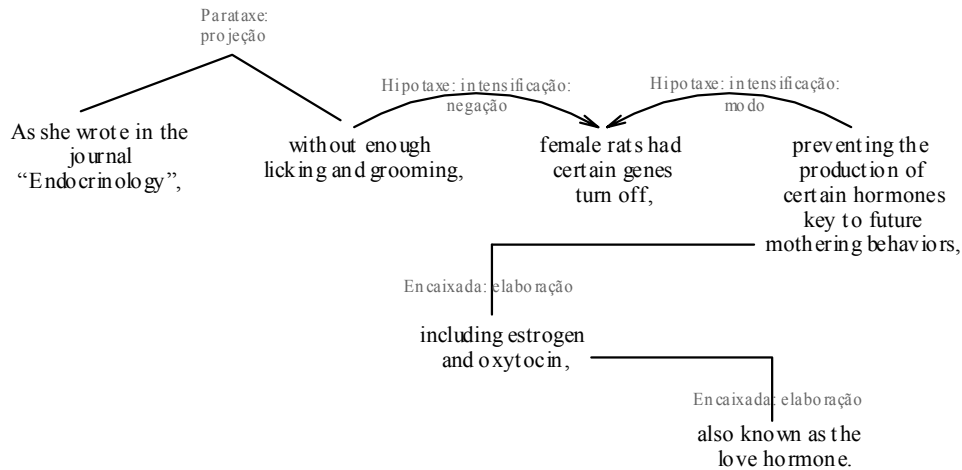 Parataxe:
projeção
Hipotaxe: intensificação:
negação
Hipotaxe: intensificação:
modo
As she wrote in the
journal
“Endocrinology”,
without enough
licking and grooming,
female rats had
certain genes
turn off,
preventing the
production of
certain hormones
key to future
mothering behaviors,
Encaixada: elaboração
including estrogen
and oxytocin,
Encaixada: elaboração
also known as the
love hormone.